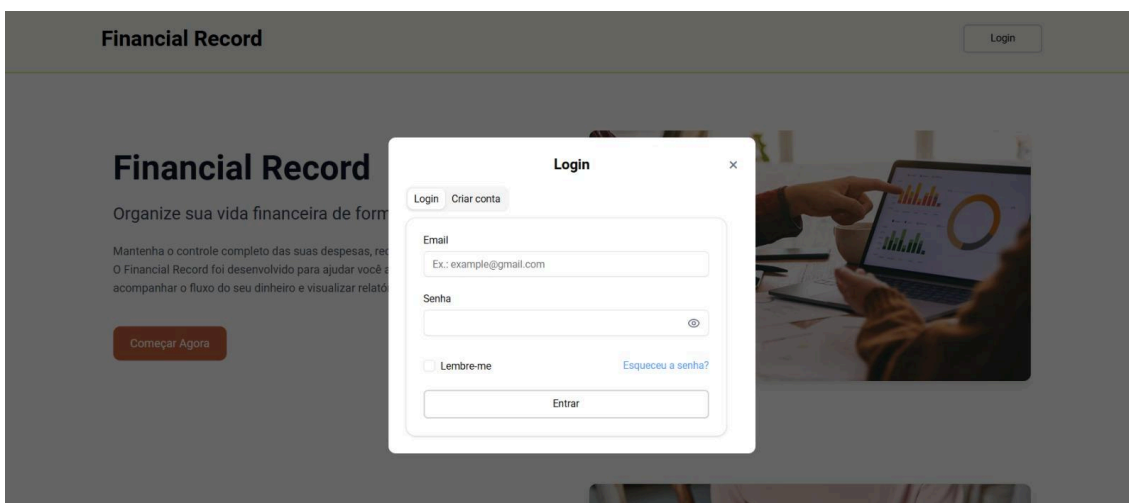 Financial Record
Login
Financial Record
Organize sua vida financeira de form
Mantenha o controle completo das suas despesas,
O Financial Record foi desenvolvido para ajudar você
acompanhar o fluxo do seu dinheiro e visualizar
Começar Agora
Login
×
Login Criar conta
Email
Ex.: example@gmail.com
Senha
Lembre-me
Esqueceu a senha?
Entrar